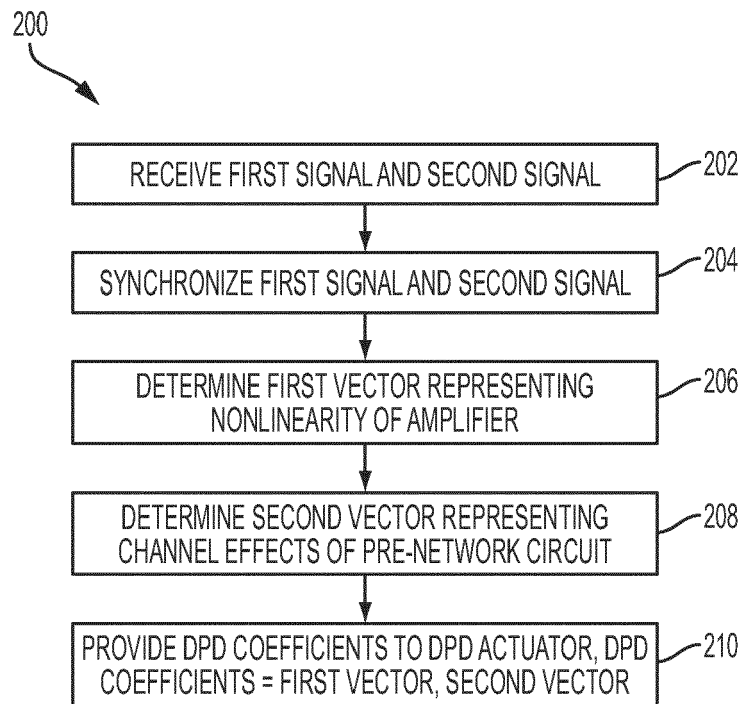 200
RECEIVE FIRST SIGNAL AND SECOND SIGNAL
202
SYNCHRONIZE FIRST SIGNAL AND SECOND SIGNAL
204
DETERMINE FIRST VECTOR REPRESENTING
NONLINEARITY OF AMPLIFIER
206
DETERMINE SECOND VECTOR REPRESENTING
CHANNEL EFFECTS OF PRE-NETWORK CIRCUIT
208
PROVIDE DPD COEFFICIENTS TO DPD ACTUATOR, DPD
COEFFICIENTS = FIRST VECTOR, SECOND VECTOR
210